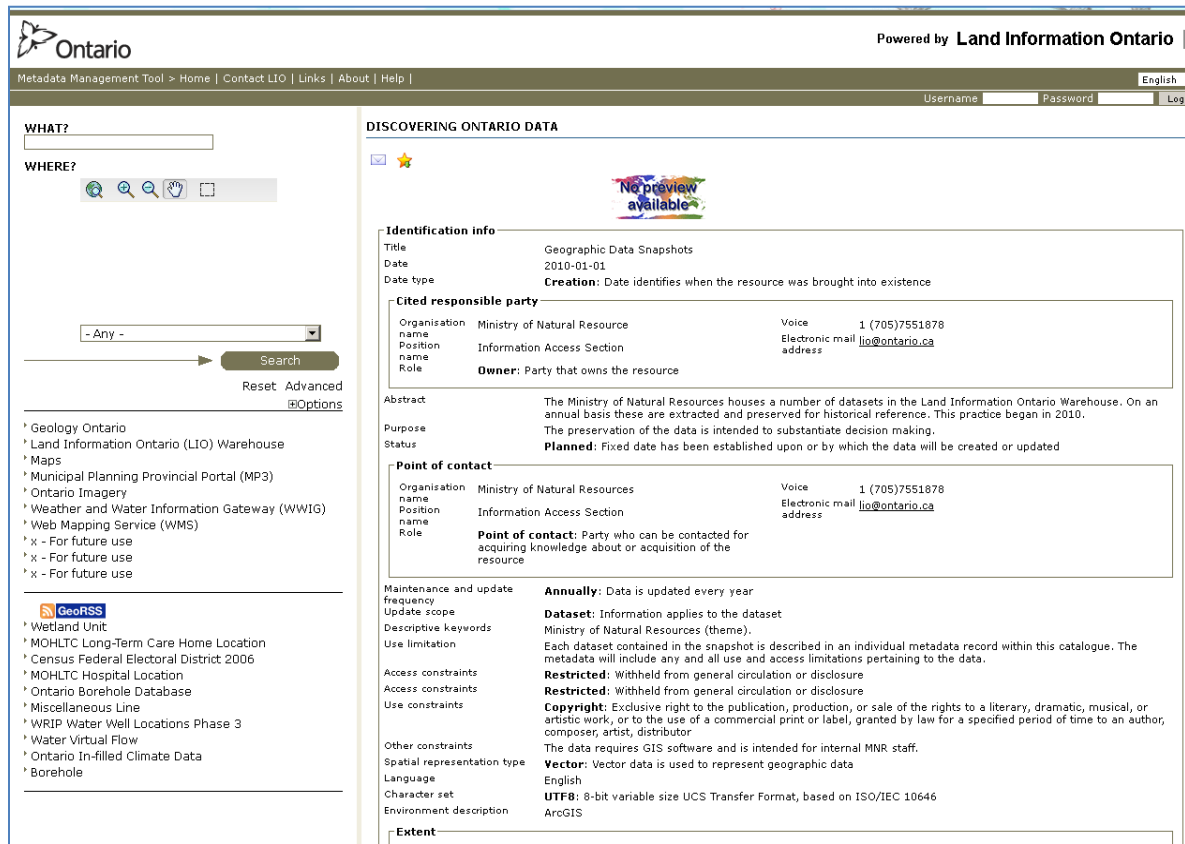 Ontario
Powered by Land Information Ontario
Metadata Management Tool > Home | Contact LIO | Links | About | Help |
English
Username
Password
Log
WHAT?
WHERE?
- Any -
Search
Reset Advanced
Options
Geology Ontario
Land Information Ontario (LIO) Warehouse
Maps
Municipal Planning Provincial Portal (MP3)
Ontario Imagery
Weather and Water Information Gateway (WWIG)
Web Mapping Service (WMS)
x - For future use
x - For future use
x - For future use
GeoRSS
Wetland Unit
MOHLTC Long-Term Care Home Location
Census Federal Electoral District 2006
MOHLTC Hospital Location
Ontario Borehole Database
Miscellaneous Line
WRIP Water Well Locations Phase 3
Water Virtual Flow
Ontario In-filled Climate Data
Borehole
DISCOVERING ONTARIO DATA
No preview
available
Identification info
Title Geographic Data Snapshots
Date 2010-01-01
Date type Creation: Date identifies when the resource was brought into existence
Cited responsible party
Organisation name Ministry of Natural Resource
Position name Information Access Section
Role Owner: Party that owns the resource
Voice 1 (705)7551878
Electronic mail address lio@ontario.ca
Abstract The Ministry of Natural Resources houses a number of datasets in the Land Information Ontario Warehouse. On an
annual basis these are extracted and preserved for historical reference. This practice began in 2010.
Purpose The preservation of the data is intended to substantiate decision making.
Status Planned: Fixed date has been established upon or by which the data will be created or updated
Point of contact
Organisation name Ministry of Natural Resources
Position name Information Access Section
Role Point of contact: Party who can be contacted for
acquiring knowledge about or acquisition of the
resource
Voice 1 (705)7551878
Electronic mail address lio@ontario.ca
Maintenance and update frequency Annually: Data is updated every year
Update scope Dataset: Information applies to the dataset
Descriptive keywords Ministry of Natural Resources (theme).
Use limitation Each dataset contained in the snapshot is described in an individual metadata record within this catalogue. The
metadata will include any and all use and access limitations pertaining to the data.
Access constraints Restricted: Withheld from general circulation or disclosure
Access constraints Restricted: Withheld from general circulation or disclosure
Use constraints Copyright: Exclusive right to the publication, production, or sale of the rights to a literary, dramatic, musical, or
artistic work, or to the use of a commercial print or label, granted by law for a specified period of time to an author,
composer, artist, distributor
Other constraints The data requires GIS software and is intended for internal MNR staff.
Spatial representation type Vector: Vector data is used to represent geographic data
Language English
Character set UTF8: 8-bit variable size UCS Transfer Format, based on ISO/IEC 10646
Environment description ArcGIS
Extent